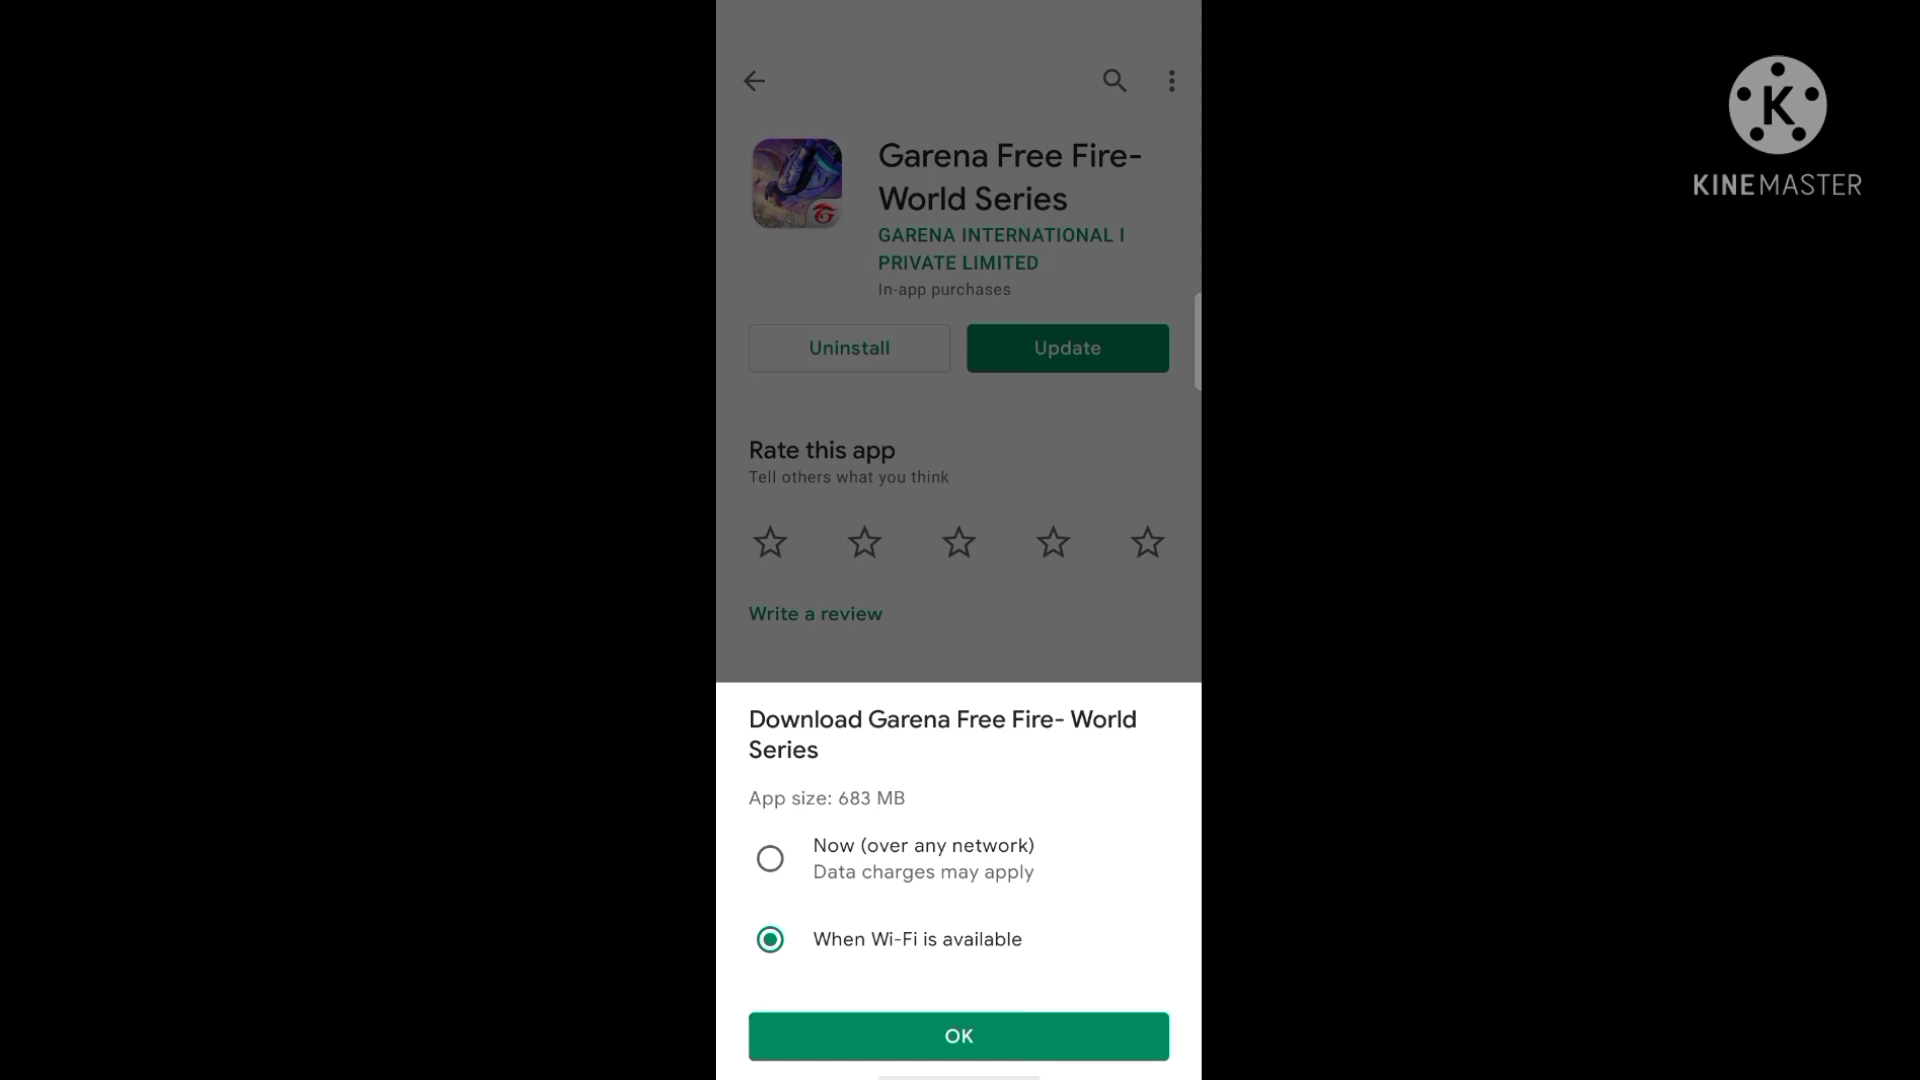 Garena Free Fire-
World Series
GARENA INTERNATIONAL I
PRIVATE LIMITED
In-app purchases
Uninstall
Update
Rate this app
Tell others what you think
Write a review
Download Garena Free Fire- World
Series
App size: 683 MB
Now (over any network)
Data charges may apply
When Wi-Fi is available
OK
K
KINEMASTER